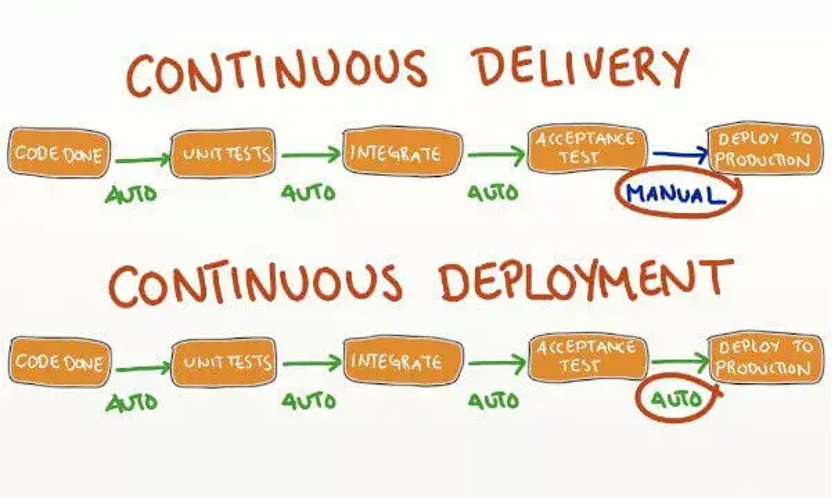 CONTINUOUS DELIVERY
CODE DONE
UNIT TESTS
INTEGRATE
ACCEPTANCE
TEST
DEPLOY TO
PRODUCTION
AUTO
AUTO
AUTO
MANUAL
CONTINUOUS DEPLOYMENT
CODE DONE
UNIT TESTS
INTEGRATE
ACCEPTANCE
TEST
DEPLOY TO
PRODUCTION
AUTO
AUTO
AUTO
AUTO